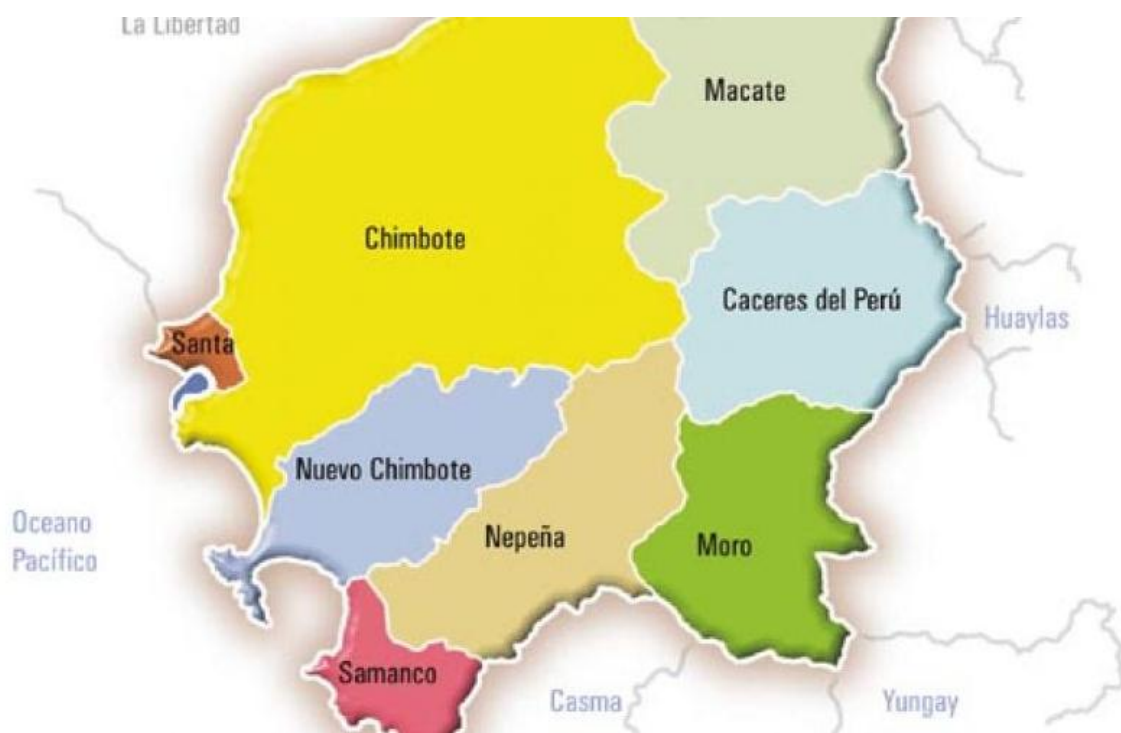 La Libertad
Macate
Chimbote
Caceres del Perú
Huaylas
Santa
Nuevo Chimbote
Oceano
Pacífico
Nepeña
Moro
Samanco
Casma
Yungay